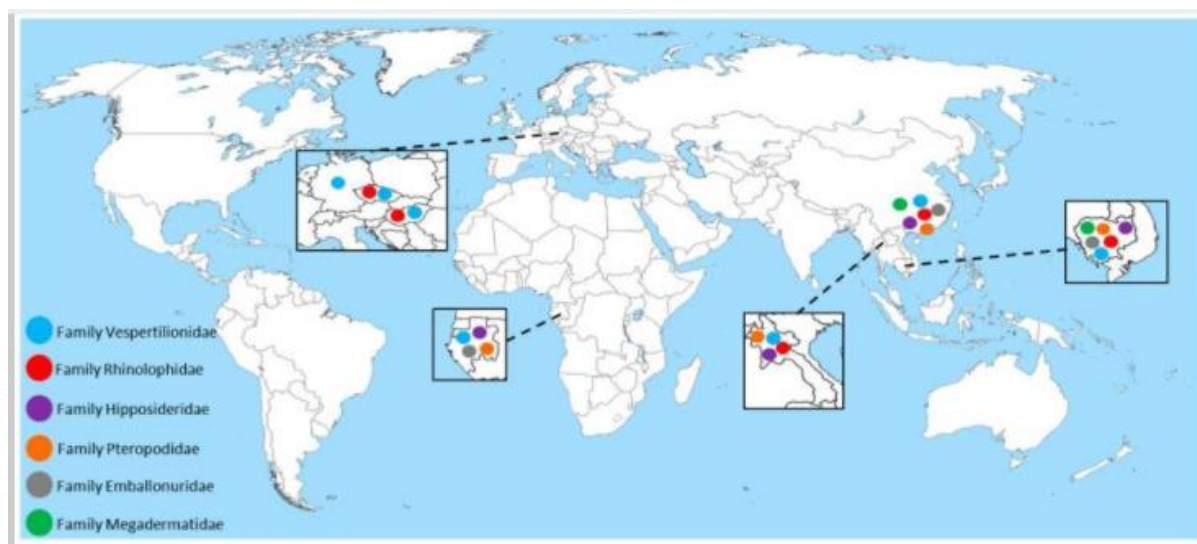 Family Vespertilionidae
Family Rhinolophidae
Family Hipposideridae
Family Pteropodidae
Family Emballonuridae
Family Megadermatidae